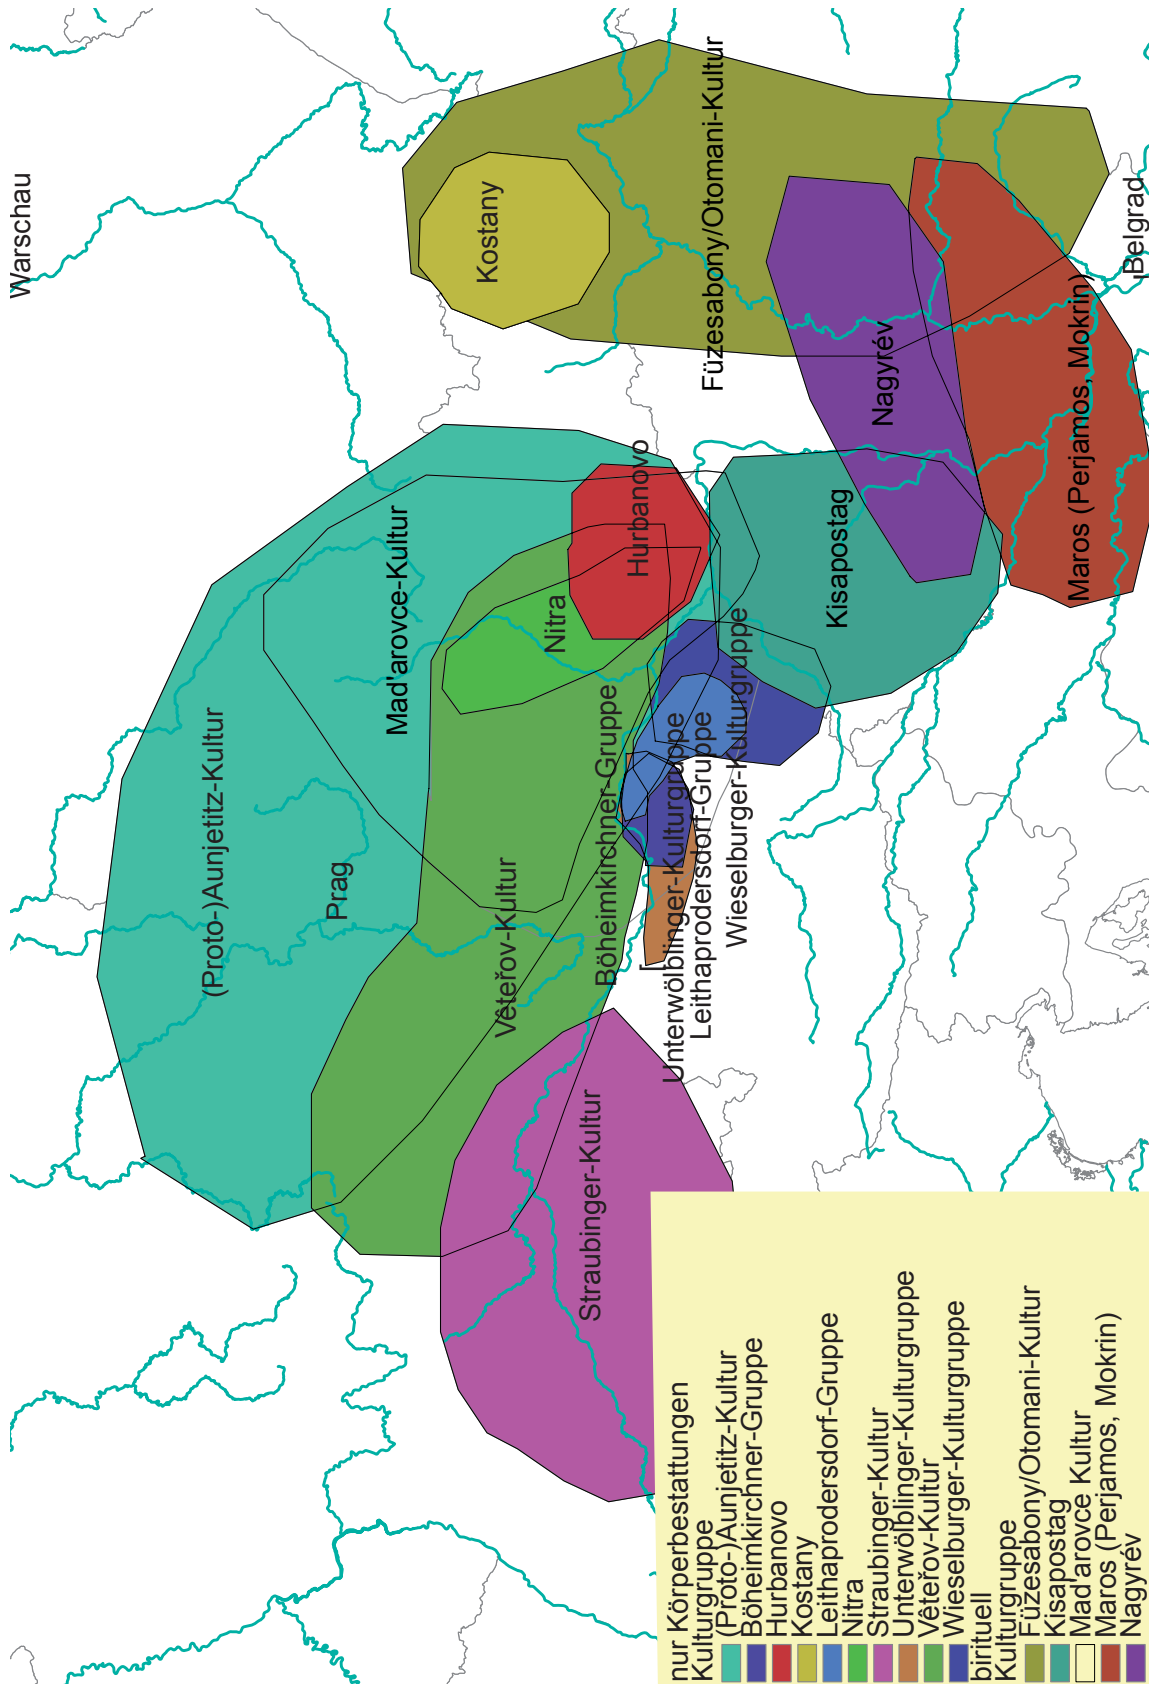 Warschau
Kostany
Füzesabony/Otomani-Kultur
Belgrad
Nagyrév
Maros (Perjamos, Mokrin)
Hurbanovo
Kisapostag
Mad'arovce-Kultur
Nitra
(Proto-)Aunjetitz-Kultur
Prag
Věteřov-Kultur
Böheimkirchner-Gruppe
Unterwölblinger-Kulturgruppe
Leithaprodersdorf-Gruppe
Wieselburger-Kulturgruppe
Straubinger-Kultur
nur Körperbestattungen
Kulturgruppe
(Proto-)Aunjetitz-Kultur
Böheimkirchner-Gruppe
Hurbanovo
Kostany
Leithaprodersdorf-Gruppe
Nitra
Straubinger-Kultur
Unterwölblinger-Kulturgruppe
Vêteřov-Kultur
Wieselburger-Kulturgruppe
birituell
Kulturgruppe
Füzesabony/Otomani-Kultur
Kisapostag
Mad'arovce Kultur
Maros (Perjamos, Mokrin)
Nagyrév